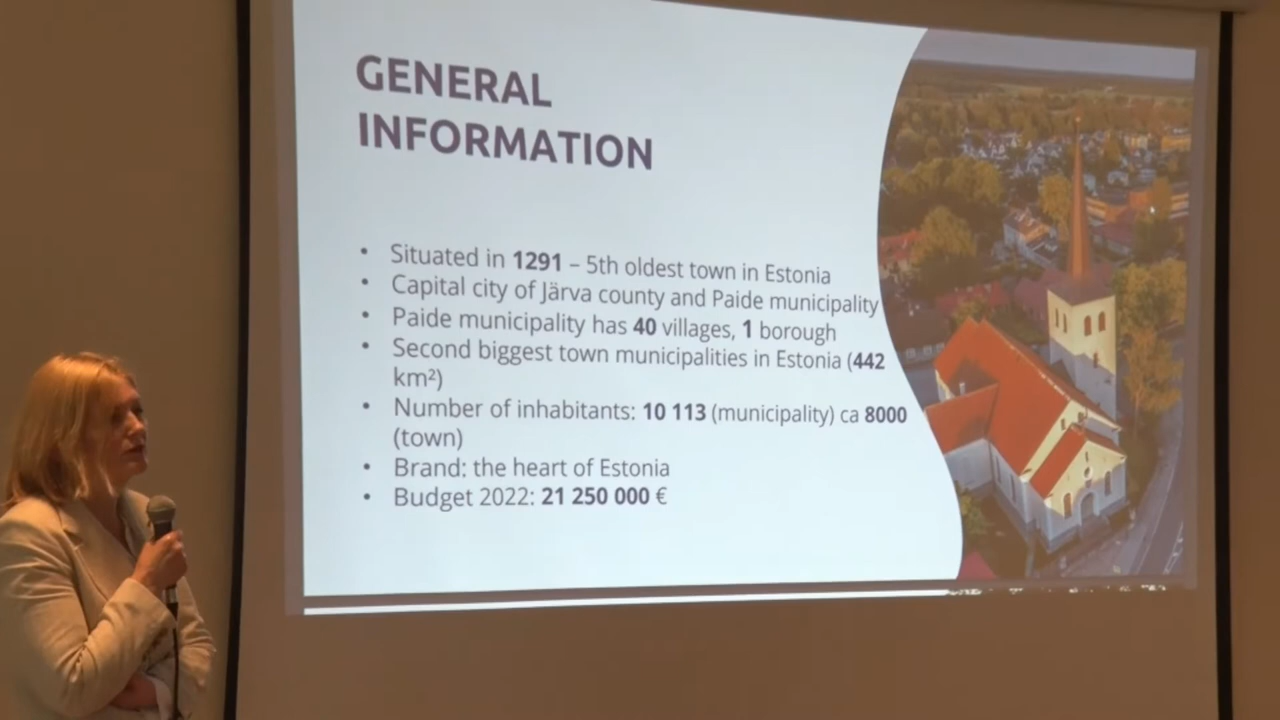 GENERAL
INFORMATION
• Situated in 1291 – 5th oldest town in Estonia
• Capital city of Järva county and Paide municipality
• Paide municipality has 40 villages, 1 borough
• Second biggest town municipalities in Estonia (442
km²)
• Number of inhabitants: 10 113 (municipality) ca 8000
(town)
• Brand: the heart of Estonia
• Budget 2022: 21 250 000 €